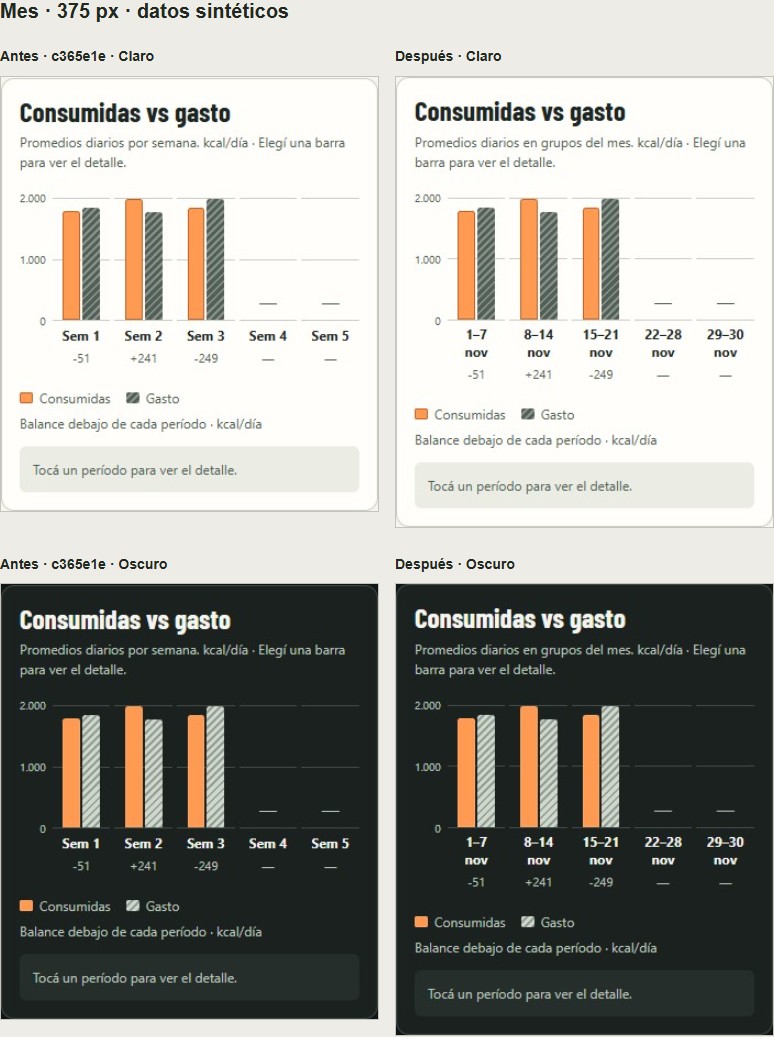 Mes · 375 px · datos sintéticos
Antes · c365e1e · Claro
Consumidas vs gasto
Promedios diarios por semana. kcal/día · Elegí una barra
para ver el detalle.
2.000
1.000
0
Sem 1 Sem 2 Sem 3 Sem 4 Sem 5
-51 +241 -249 — —
Consumidas Gasto
Balance debajo de cada período · kcal/día
Tocá un período para ver el detalle.
Después · Claro
Consumidas vs gasto
Promedios diarios en grupos del mes. kcal/día · Elegí una
barra para ver el detalle.
2.000
1.000
0
1–7 8–14 15–21 22–28 29–30
nov nov nov nov nov
-51 +241 -249 — —
Consumidas Gasto
Balance debajo de cada período · kcal/día
Tocá un período para ver el detalle.
Antes · c365e1e · Oscuro
Consumidas vs gasto
Promedios diarios por semana. kcal/día · Elegí una barra
para ver el detalle.
2.000
1.000
0
Sem 1 Sem 2 Sem 3 Sem 4 Sem 5
-51 +241 -249 — —
Consumidas Gasto
Balance debajo de cada período · kcal/día
Tocá un período para ver el detalle.
Después · Oscuro
Consumidas vs gasto
Promedios diarios en grupos del mes. kcal/día · Elegí una
barra para ver el detalle.
2.000
1.000
0
1–7 8–14 15–21 22–28 29–30
nov nov nov nov nov
-51 +241 -249 — —
Consumidas Gasto
Balance debajo de cada período · kcal/día
Tocá un período para ver el detalle.